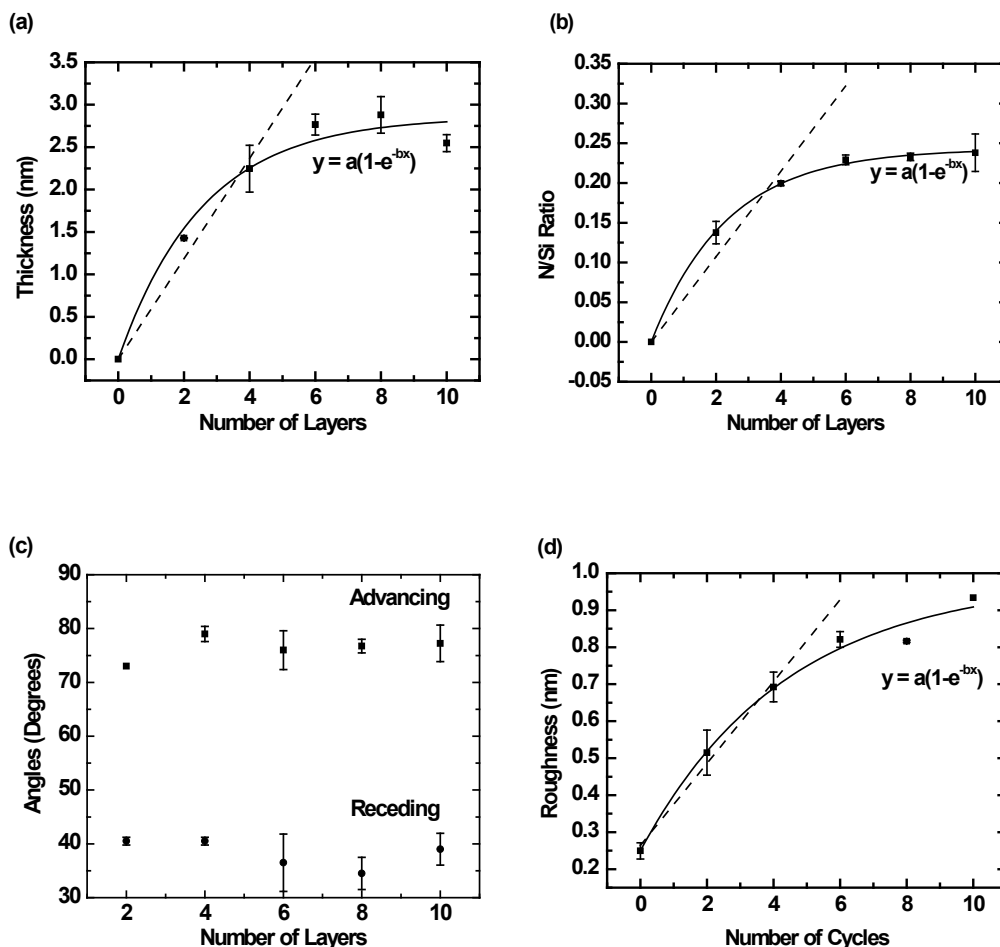 (a)
3.5
3.0
2.5
2.0
1.5
1.0
0.5
0.0
Thickness (nm)
y = a(1-e^-bx)
0 2 4 6 8 10
Number of Layers
(b)
0.30
0.25
0.20
0.15
0.10
0.05
0.00
-0.05
N/Si Ratio
y = a(1-e^-bx)
0 2 4 6 8 10
Number of Layers
(c)
90
80
70
60
50
40
30
Angles (Degrees)
Advancing
Receding
2 4 6 8 10
Number of Layers
(d)
1.0
0.9
0.8
0.7
0.6
0.5
0.4
0.3
0.2
Roughness (nm)
y = a(1-e^-bx)
0 2 4 6 8 10
Number of Cycles